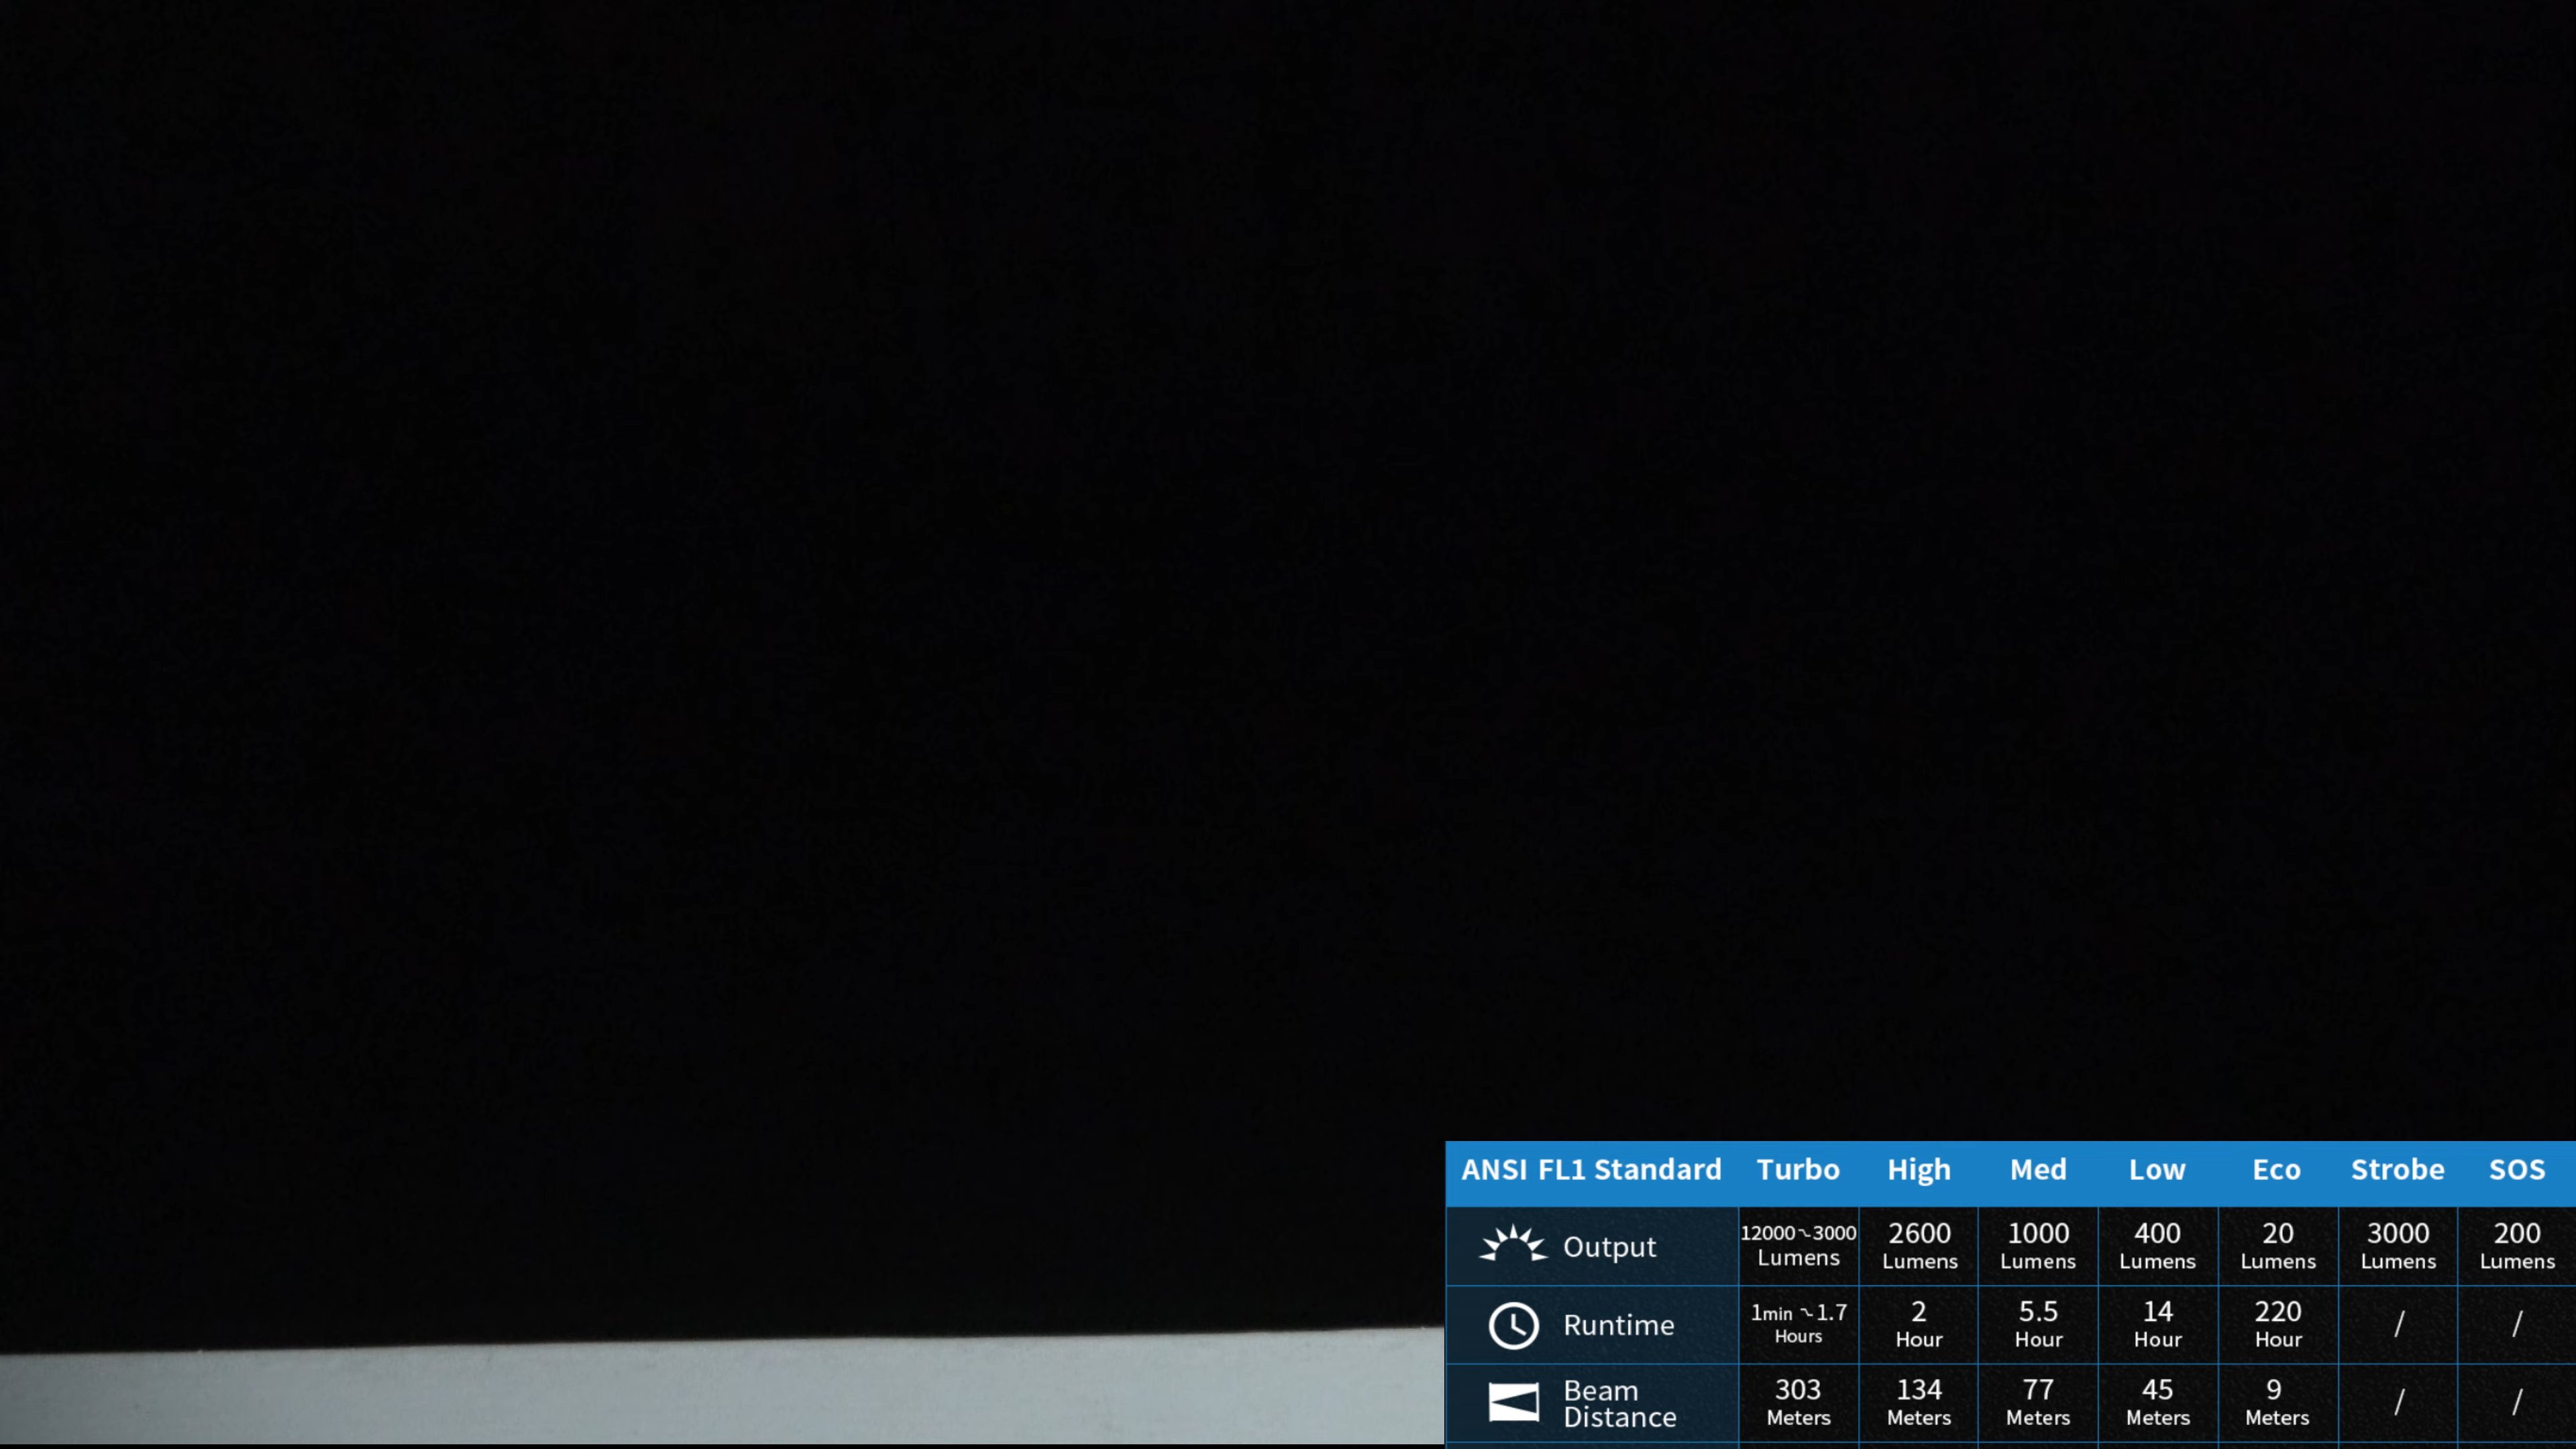 ANSI FL1 Standard Turbo High Med Low Eco Strobe SOS
Output 12000~3000 Lumens 2600 Lumens 1000 Lumens 400 Lumens 20 Lumens 3000 Lumens 200 Lumens
Runtime 1min ~1.7 Hours 2 Hour 5.5 Hour 14 Hour 220 Hour / /
Beam Distance 303 Meters 134 Meters 77 Meters 45 Meters 9 Meters / /